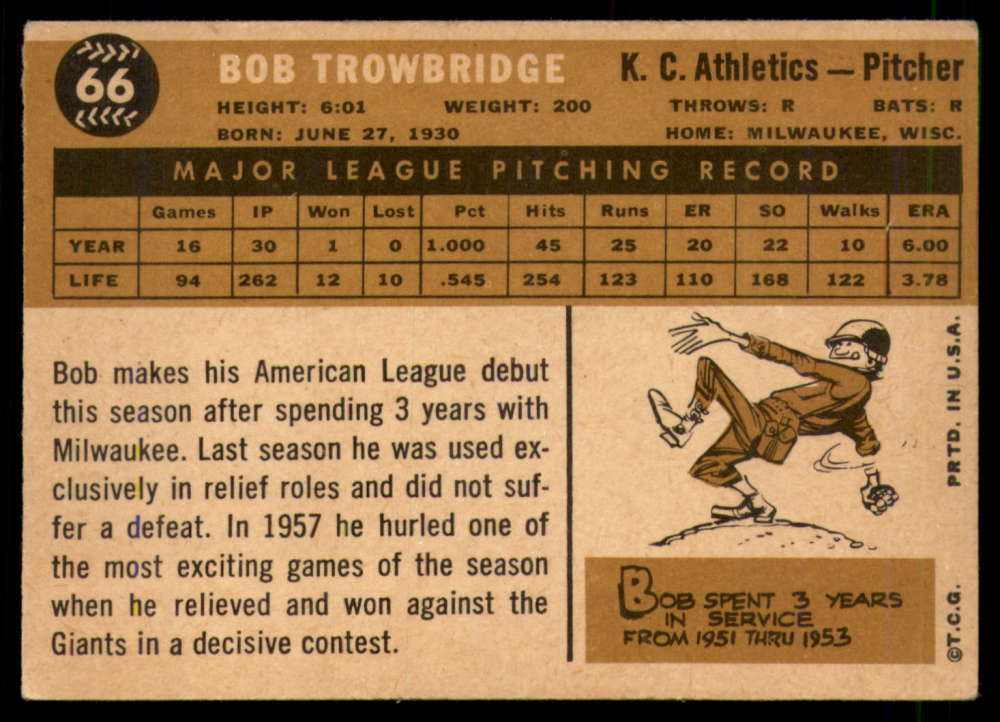 66
BOB TROWBRIDGE K. C. Athletics — Pitcher
HEIGHT: 6:01 WEIGHT: 200 THROWS: R BATS: R
BORN: JUNE 27, 1930 HOME: MILWAUKEE, WISC.
MAJOR LEAGUE PITCHING RECORD
Games IP Won Lost Pct Hits Runs ER SO Walks ERA
YEAR 16 30 1 0 1.000 45 25 20 22 10 6.00
LIFE 94 262 12 10 .545 254 123 110 168 122 3.78
Bob makes his American League debut
this season after spending 3 years with
Milwaukee. Last season he was used ex-
clusively in relief roles and did not suf-
fer a defeat. In 1957 he hurled one of
the most exciting games of the season
when he relieved and won against the
Giants in a decisive contest.
BOB SPENT 3 YEARS
IN SERVICE
FROM 1951 THRU 1953
©T.C.G. PRTD. IN U.S.A.